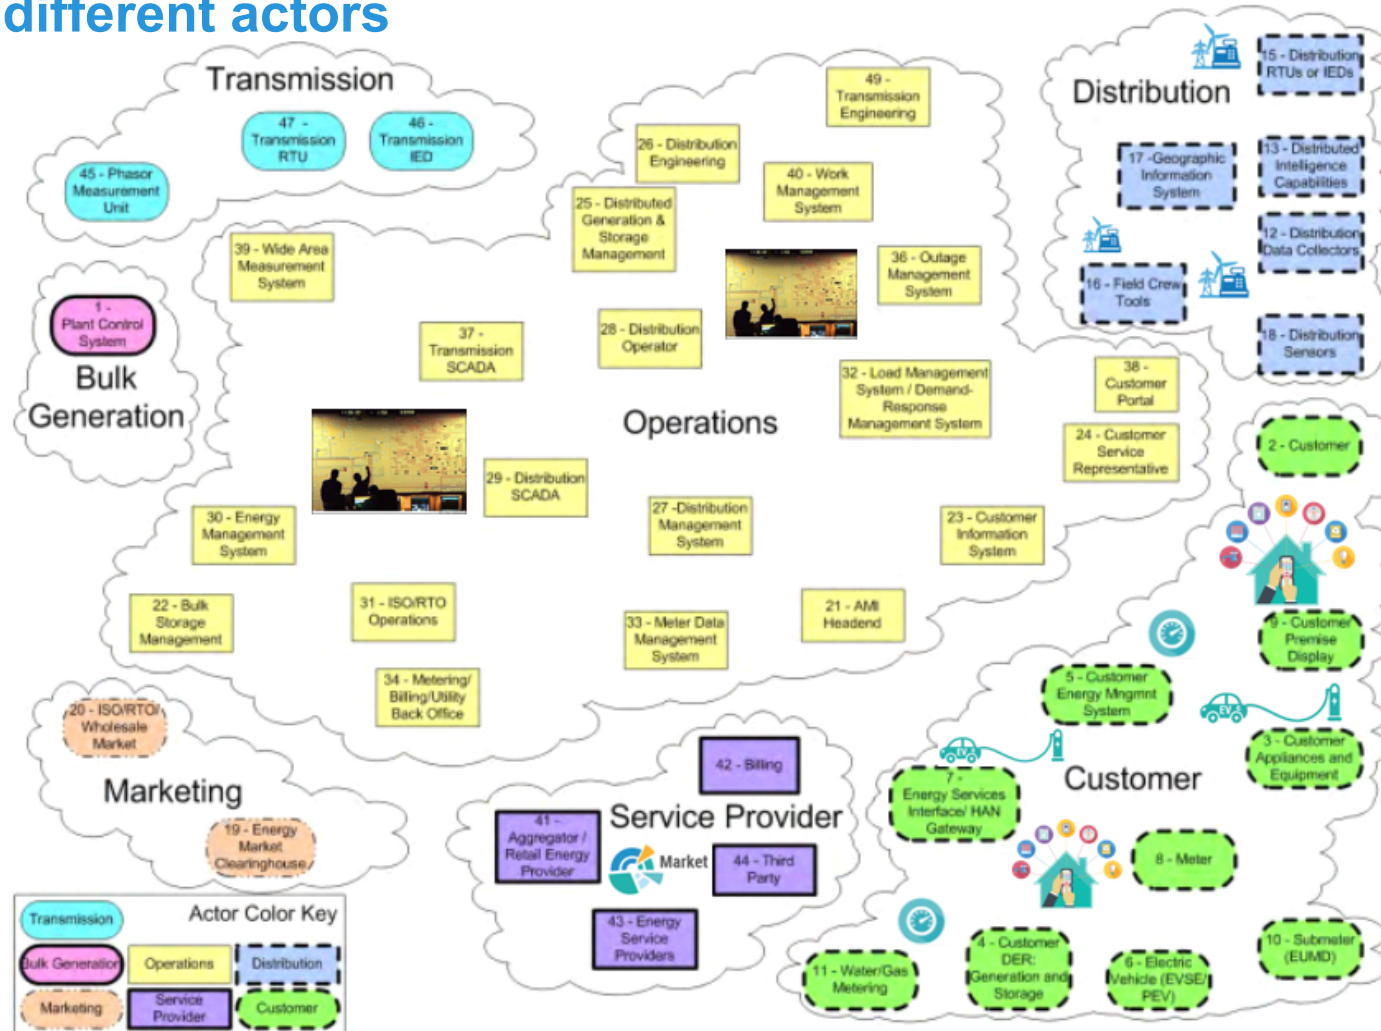 different actors
Transmission
47 -
Transmission
RTU
46 -
Transmission
IED
45 - Phasor
Measurement
Unit
49 -
Transmission
Engineering
26 - Distribution
Engineering
40 - Work
Management
System
25 - Distributed
Generation &
Storage
Management
39 - Wide Area
Measurement
System
36 - Outage
Management
System
37 -
Transmission
SCADA
28 - Distribution
Operator
32 - Load Management
System / Demand-
Response
Management System
38 -
Customer
Portal
24 - Customer
Service
Representative
Operations
29 - Distribution
SCADA
27 -Distribution
Management
System
23 - Customer
Information
System
30 - Energy
Management
System
22 - Bulk
Storage
Management
31 - ISO/RTO
Operations
33 - Meter Data
Management
System
21 - AMI
Headend
34 - Metering/
Billing/Utility
Back Office
Distribution
15 - Distribution
RTUs or IEDs
17 -Geographic
Information
System
13 - Distributed
Intelligence
Capabilities
12 - Distribution
Data Collectors
16 - Field Crew
Tools
18 - Distribution
Sensors
1 -
Plant Control
System
Bulk
Generation
20 - ISO/RTO/
Wholesale
Market
Marketing
19 - Energy
Market
Clearinghouse
42 - Billing
Service Provider
41 -
Aggregator /
Retail Energy
Provider
Market
44 - Third
Party
43 - Energy
Service
Providers
2 - Customer
9 - Customer
Premise
Display
5 - Customer
Energy Mngmnt
System
EV
3 - Customer
Appliances and
Equipment
EV
7 -
Energy Services
Interface/ HAN
Gateway
Customer
8 - Meter
10 - Submeter
(EUMD)
4 - Customer
DER:
Generation and
Storage
6 - Electric
Vehicle (EVSE/
PEV)
11 - Water/Gas
Metering
Actor Color Key
Transmission
Bulk Generation
Operations
Distribution
Marketing
Service
Provider
Customer